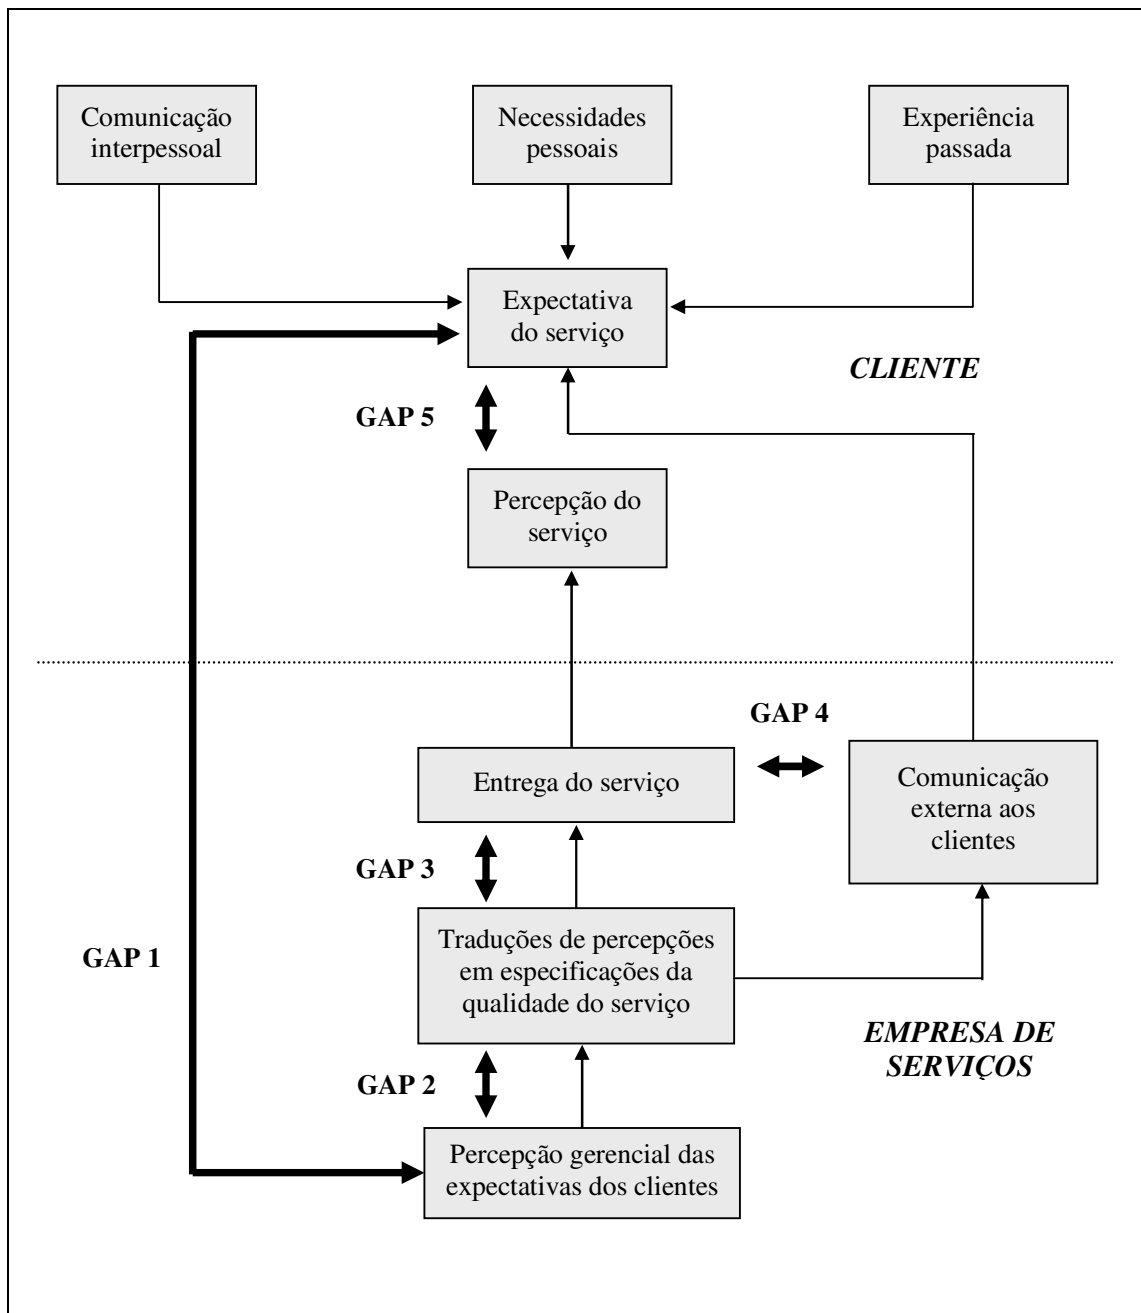 Comunicação
interpessoal
Necessidades
pessoais
Experiência
passada
Expectativa
do serviço
CLIENTE
GAP 5
Percepção do
serviço
GAP 4
Entrega do serviço
Comunicação
externa aos
clientes
GAP 3
Traduções de percepções
em especificações da
qualidade do serviço
GAP 1
EMPRESA DE
SERVIÇOS
GAP 2
Percepção gerencial das
expectativas dos clientes